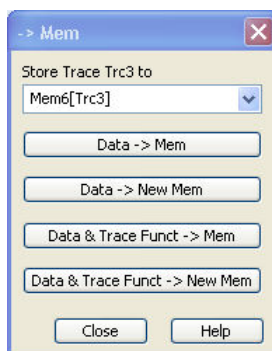 -> Mem
Store Trace Trc3 to
Mem6[Trc3]
Data -> Mem
Data -> New Mem
Data & Trace Funct -> Mem
Data & Trace Funct -> New Mem
Close Help